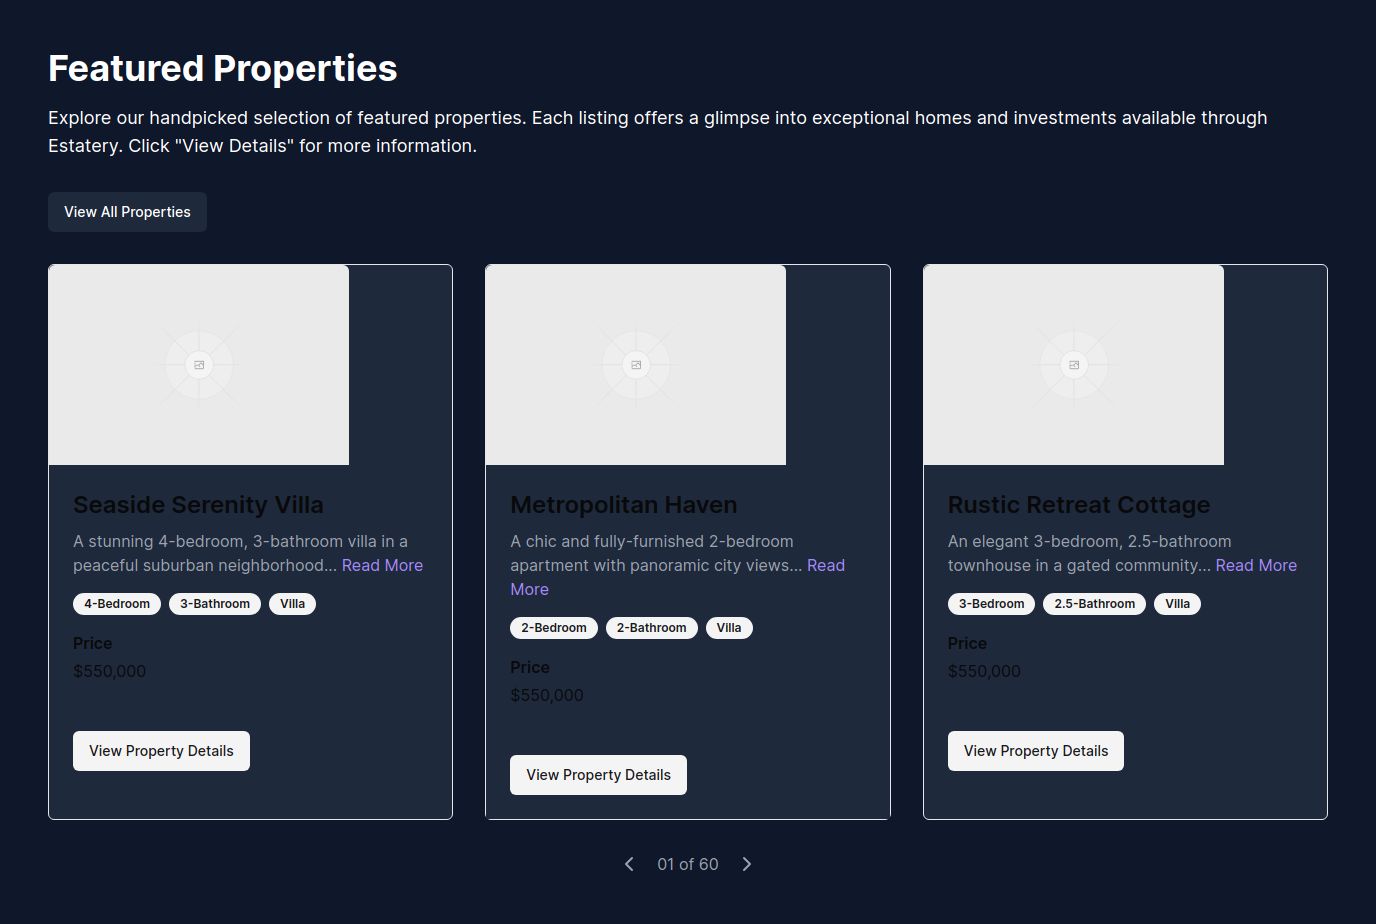 Featured Properties
Explore our handpicked selection of featured properties. Each listing offers a glimpse into exceptional homes and investments available through
Estatery. Click "View Details" for more information.
View All Properties
Seaside Serenity Villa
A stunning 4-bedroom, 3-bathroom villa in a
peaceful suburban neighborhood... Read More
4-Bedroom 3-Bathroom Villa
Price
$550,000
View Property Details
Metropolitan Haven
A chic and fully-furnished 2-bedroom
apartment with panoramic city views... Read
More
2-Bedroom 2-Bathroom Villa
Price
$550,000
View Property Details
Rustic Retreat Cottage
An elegant 3-bedroom, 2.5-bathroom
townhouse in a gated community... Read More
3-Bedroom 2.5-Bathroom Villa
Price
$550,000
View Property Details
01 of 60